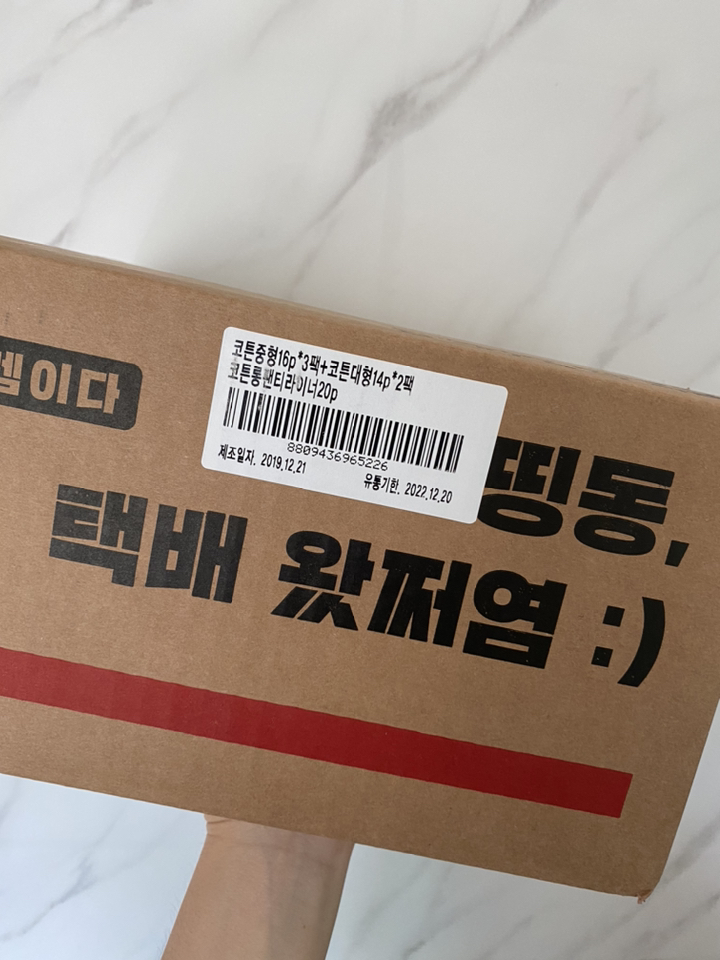 코튼중형16p*3팩+코튼대형14p*2팩
코튼롱팬티라이너20p
8809436965226
제조일자. 2019.12.21
유통기한. 2022.12.20
셈이다
띵동,
택배 왔쪄염 :)